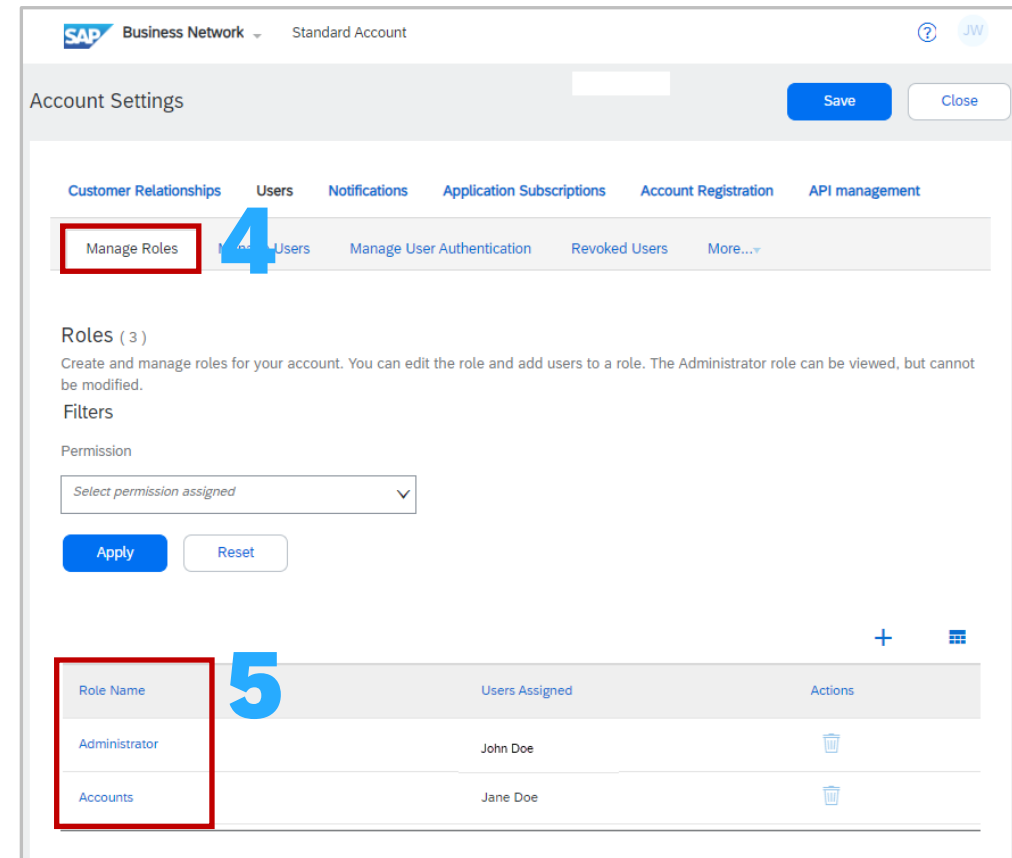 SAP Business Network Standard Account ? JW
Account Settings Save Close
Customer Relationships Users Notifications Application Subscriptions Account Registration API management
4
Manage Roles Users Manage User Authentication Revoked Users More...
Roles ( 3 )
Create and manage roles for your account. You can edit the role and add users to a role. The Administrator role can be viewed, but cannot
be modified.
Filters
Permission
Select permission assigned
Apply Reset
+
5
Role Name Users Assigned Actions
Administrator John Doe
Accounts Jane Doe